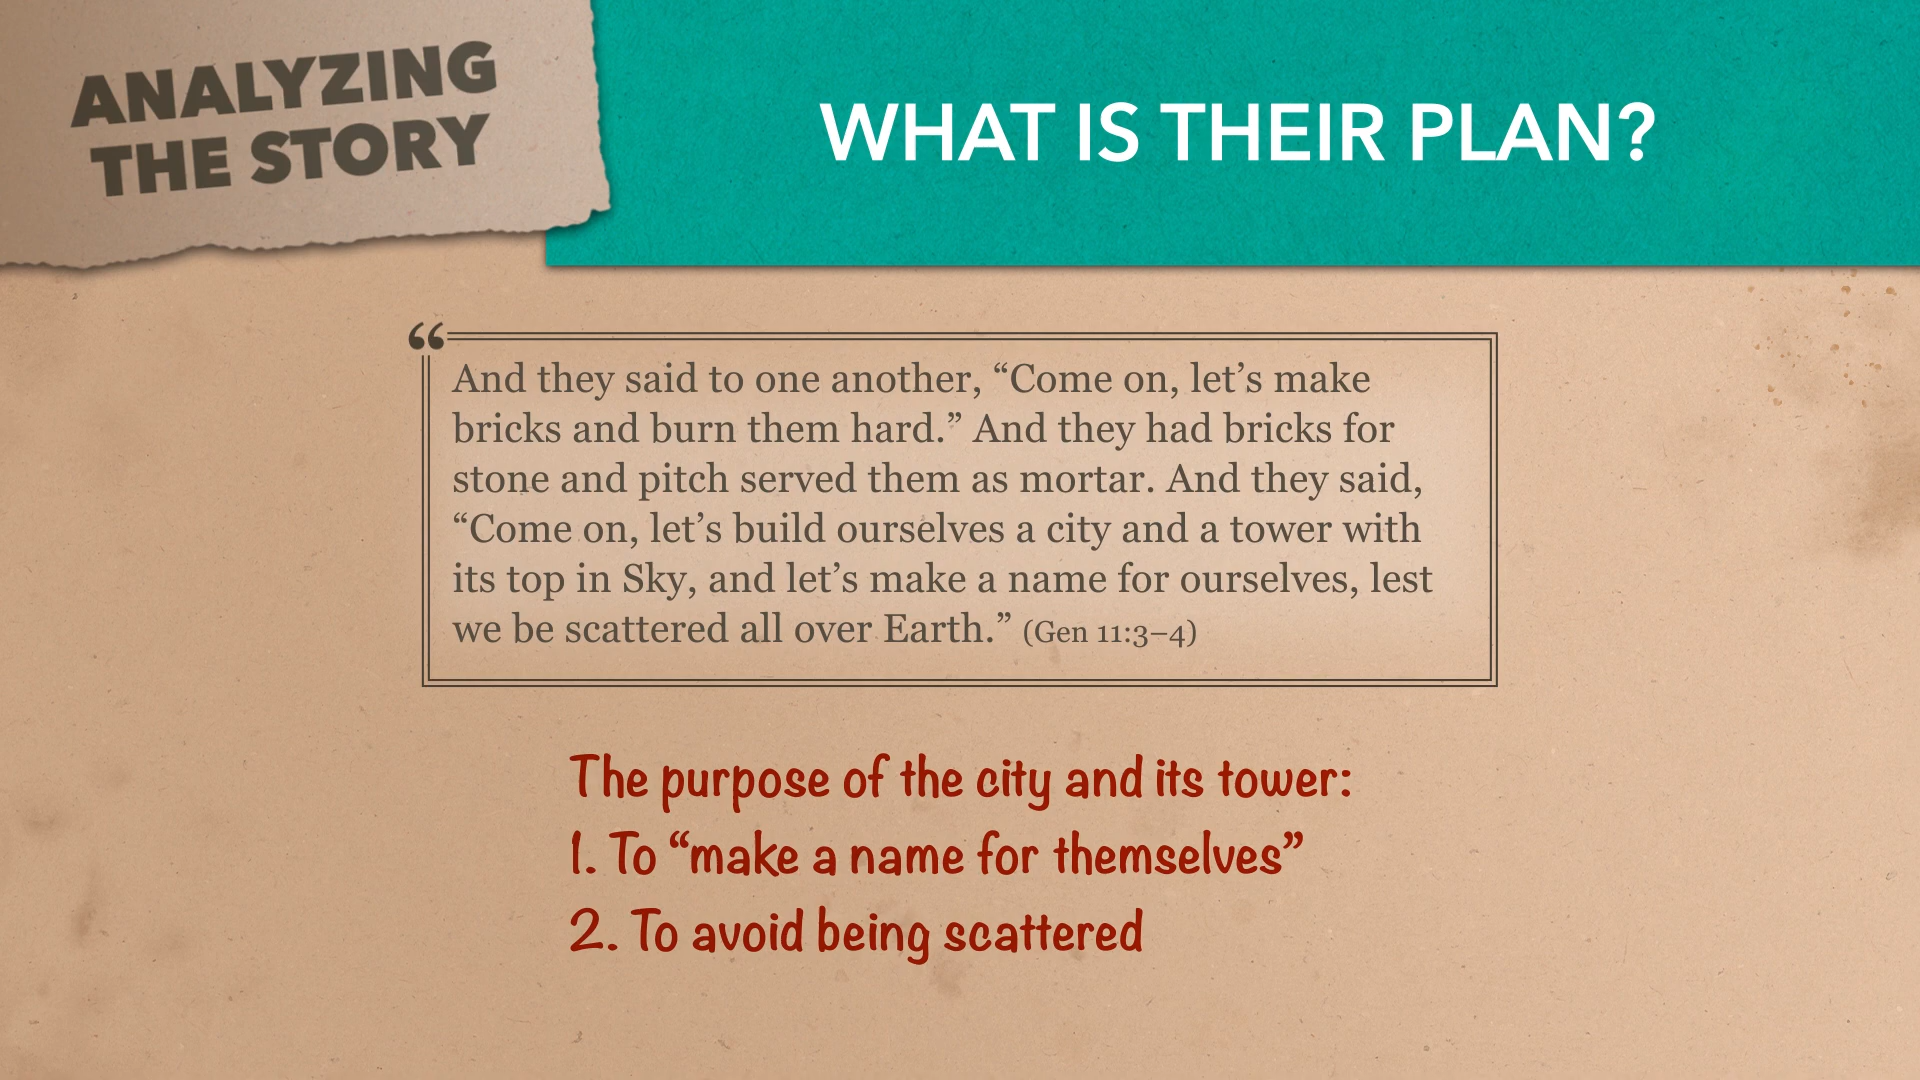 ANALYZING
THE STORY
WHAT IS THEIR PLAN?
“
And they said to one another, “Come on, let’s make
bricks and burn them hard.” And they had bricks for
stone and pitch served them as mortar. And they said,
“Come on, let’s build ourselves a city and a tower with
its top in Sky, and let’s make a name for ourselves, lest
we be scattered all over Earth.” (Gen 11:3–4)
The purpose of the city and its tower:
1. To “make a name for themselves”
2. To avoid being scattered